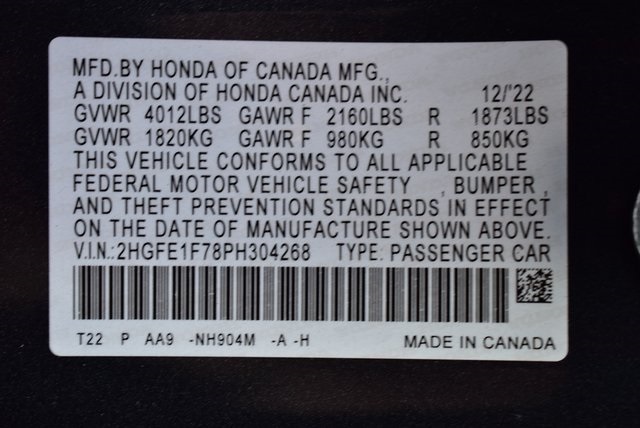 MFD.BY HONDA OF CANADA MFG.,
A DIVISION OF HONDA CANADA INC. 12/'22
GVWR 4012LBS GAWR F 2160LBS R 1873LBS
GVWR 1820KG GAWR F 980KG R 850KG
THIS VEHICLE CONFORMS TO ALL APPLICABLE
FEDERAL MOTOR VEHICLE SAFETY , BUMPER ,
AND THEFT PREVENTION STANDARDS IN EFFECT
ON THE DATE OF MANUFACTURE SHOWN ABOVE.
V.I.N.:2HGFE1F78PH304268 TYPE: PASSENGER CAR
T22 P AA9 -NH904M -A -H MADE IN CANADA